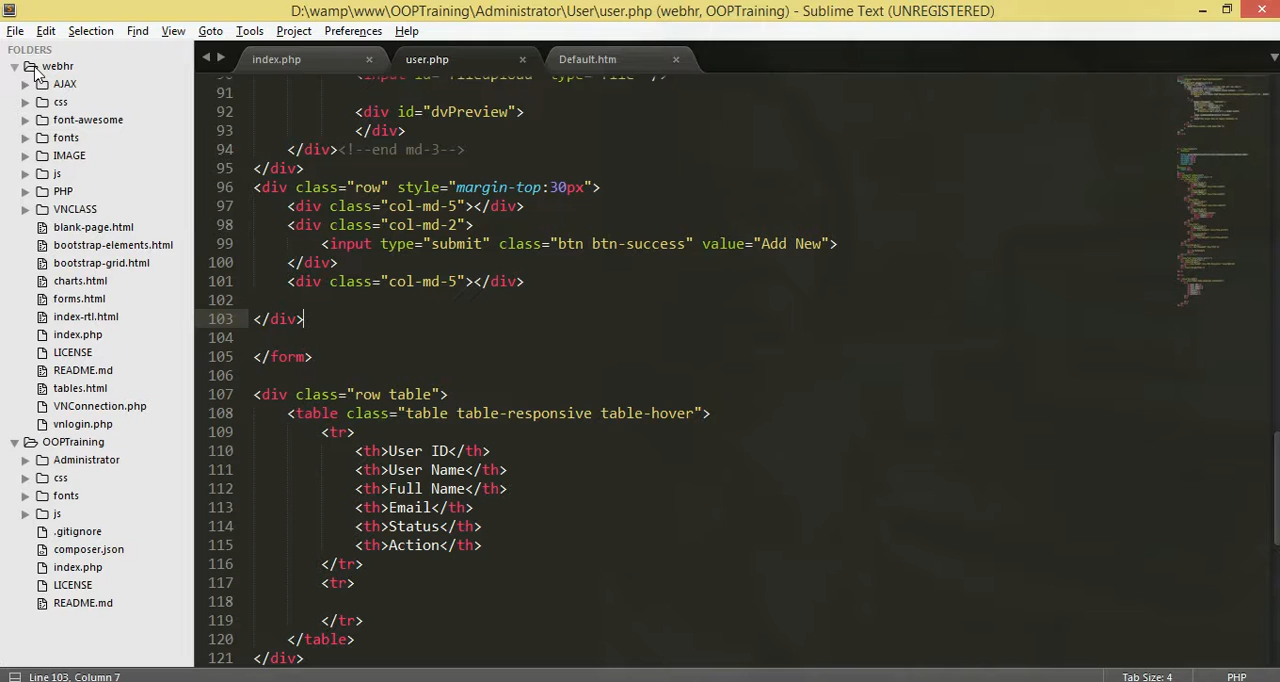 D:\wamp\www\OOPTraining\Administrator\User\user.php (webhr, OOPTraining) - Sublime Text (UNREGISTERED)
File Edit Selection Find View Goto Tools Project Preferences Help
FOLDERS
webhr
AJAX
css
font-awesome
fonts
IMAGE
js
PHP
VNCLASS
blank-page.html
bootstrap-elements.html
bootstrap-grid.html
charts.html
forms.html
index-rtl.html
index.php
LICENSE
README.md
tables.html
VNConnection.php
vnlogin.php
OOPTraining
Administrator
css
fonts
js
.gitignore
composer.json
index.php
LICENSE
README.md
index.php
user.php
Default.htm
91
92 <div id="dvPreview">
93 </div>
94 </div><!--end md-3-->
95 </div>
96 <div class="row" style="margin-top:30px">
97 <div class="col-md-5"></div>
98 <div class="col-md-2">
99 <input type="submit" class="btn btn-success" value="Add New">
100 </div>
101 <div class="col-md-5"></div>
102
103 </div>
104
105 </form>
106
107 <div class="row table">
108 <table class="table table-responsive table-hover">
109 <tr>
110 <th>User ID</th>
111 <th>User Name</th>
112 <th>Full Name</th>
113 <th>Email</th>
114 <th>Status</th>
115 <th>Action</th>
116 </tr>
117 <tr>
118
119 </tr>
120 </table>
121 </div>
Line 103, Column 7
Tab Size: 4
PHP